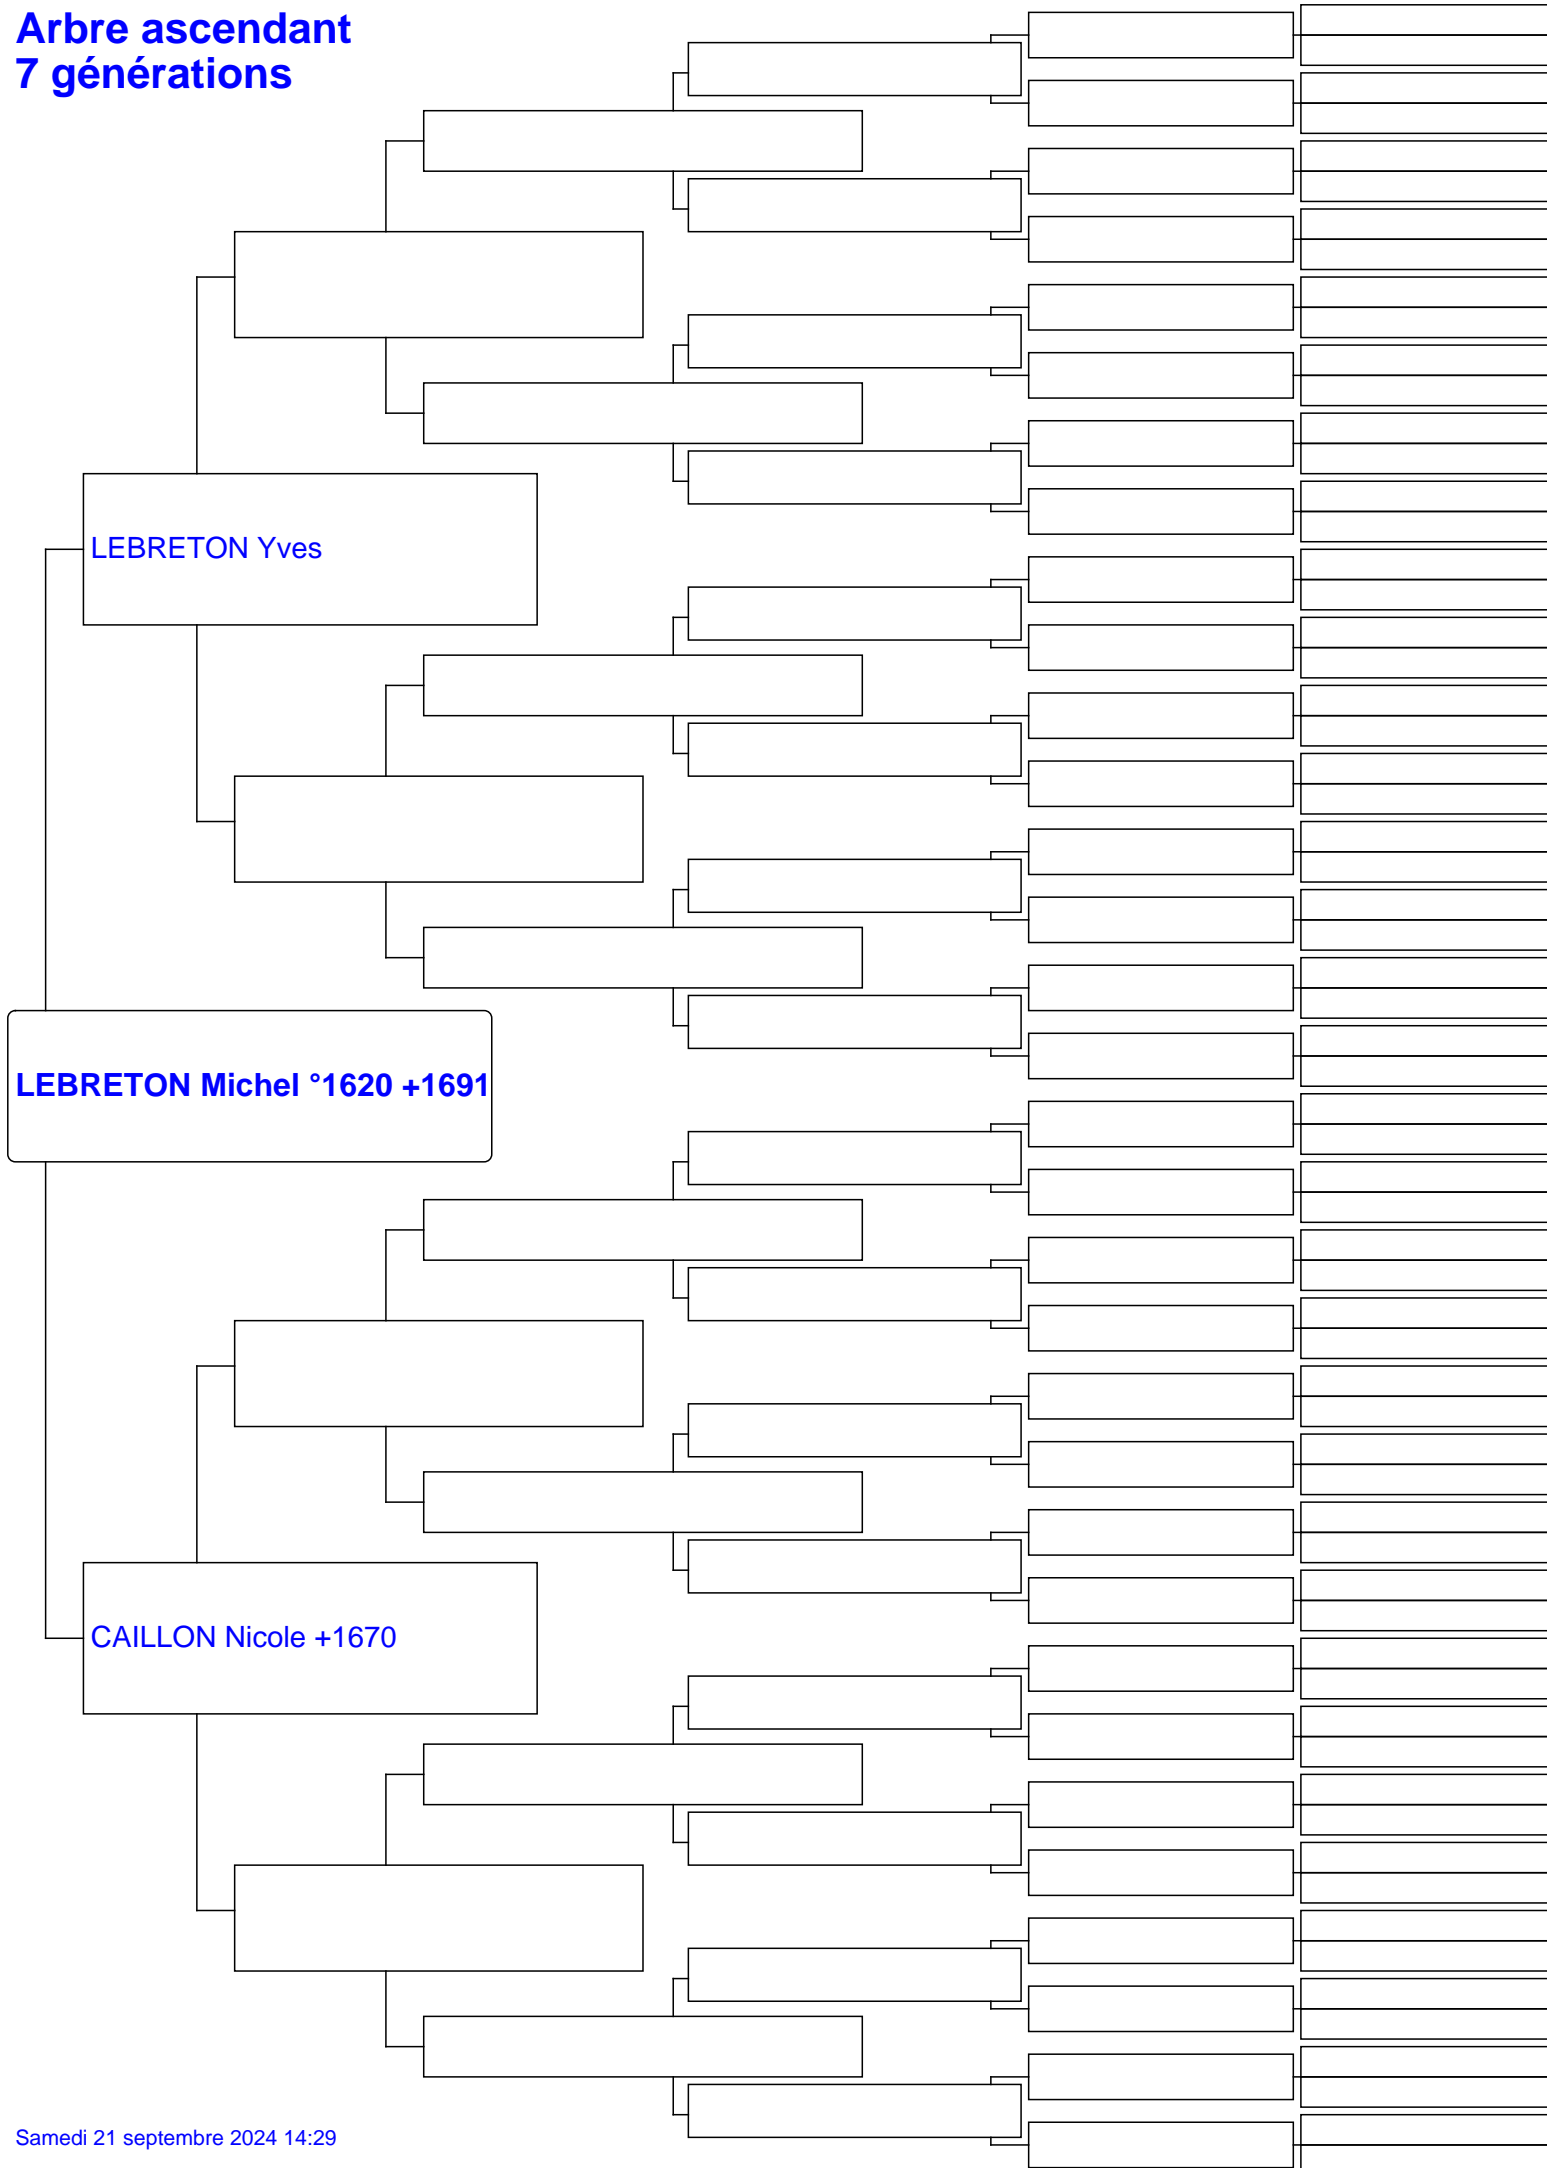 Arbre ascendant
7 générations
LEBRETON Yves
LEBRETON Michel °1620 +1691
CAILLON Nicole +1670
Samedi 21 septembre 2024 14:29